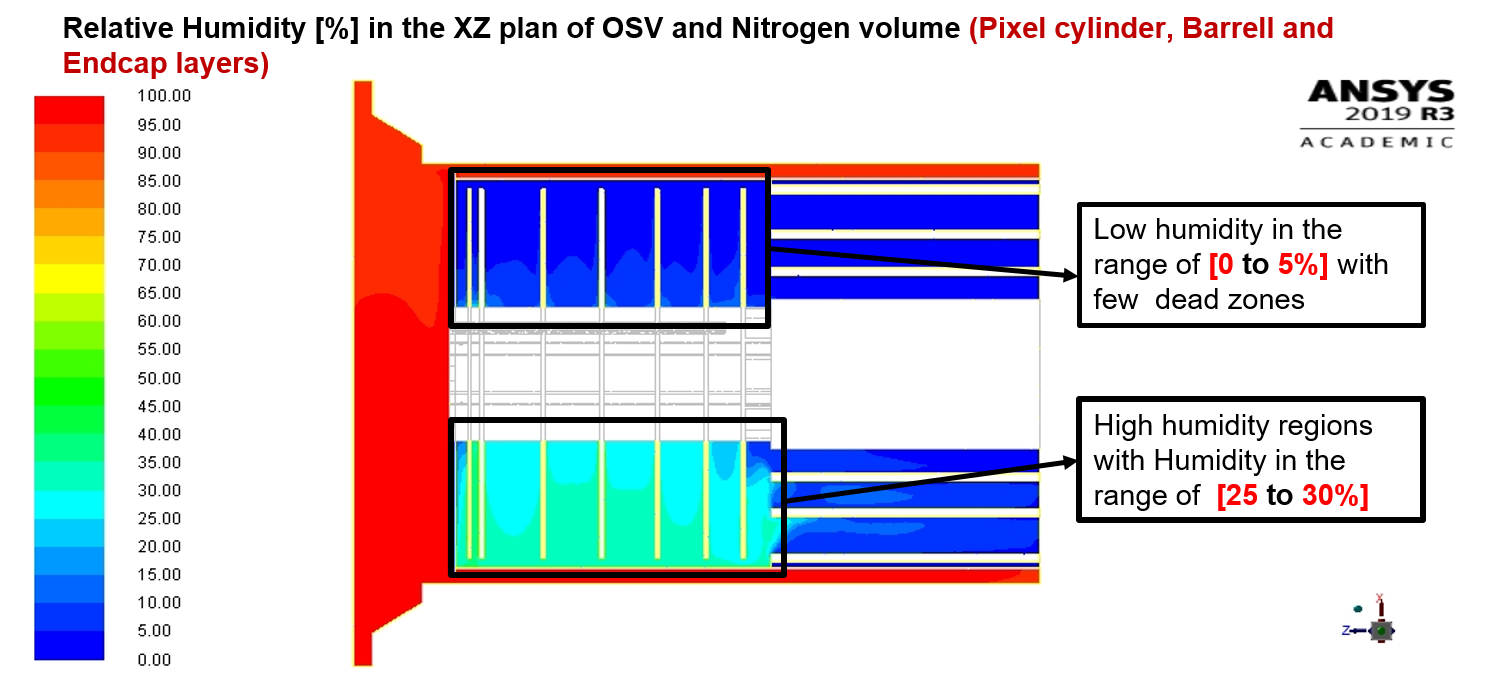 Relative Humidity [%] in the XZ plan of OSV and Nitrogen volume (Pixel cylinder, Barrell and
Endcap layers)
ANSYS
2019 R3
ACADEMIC
100.00
95.00
90.00
85.00
80.00
75.00
70.00
65.00
60.00
55.00
50.00
45.00
40.00
35.00
30.00
25.00
20.00
15.00
10.00
5.00
0.00
Low humidity in the
range of [0 to 5%] with
few dead zones
High humidity regions
with Humidity in the
range of [25 to 30%]
X
Z